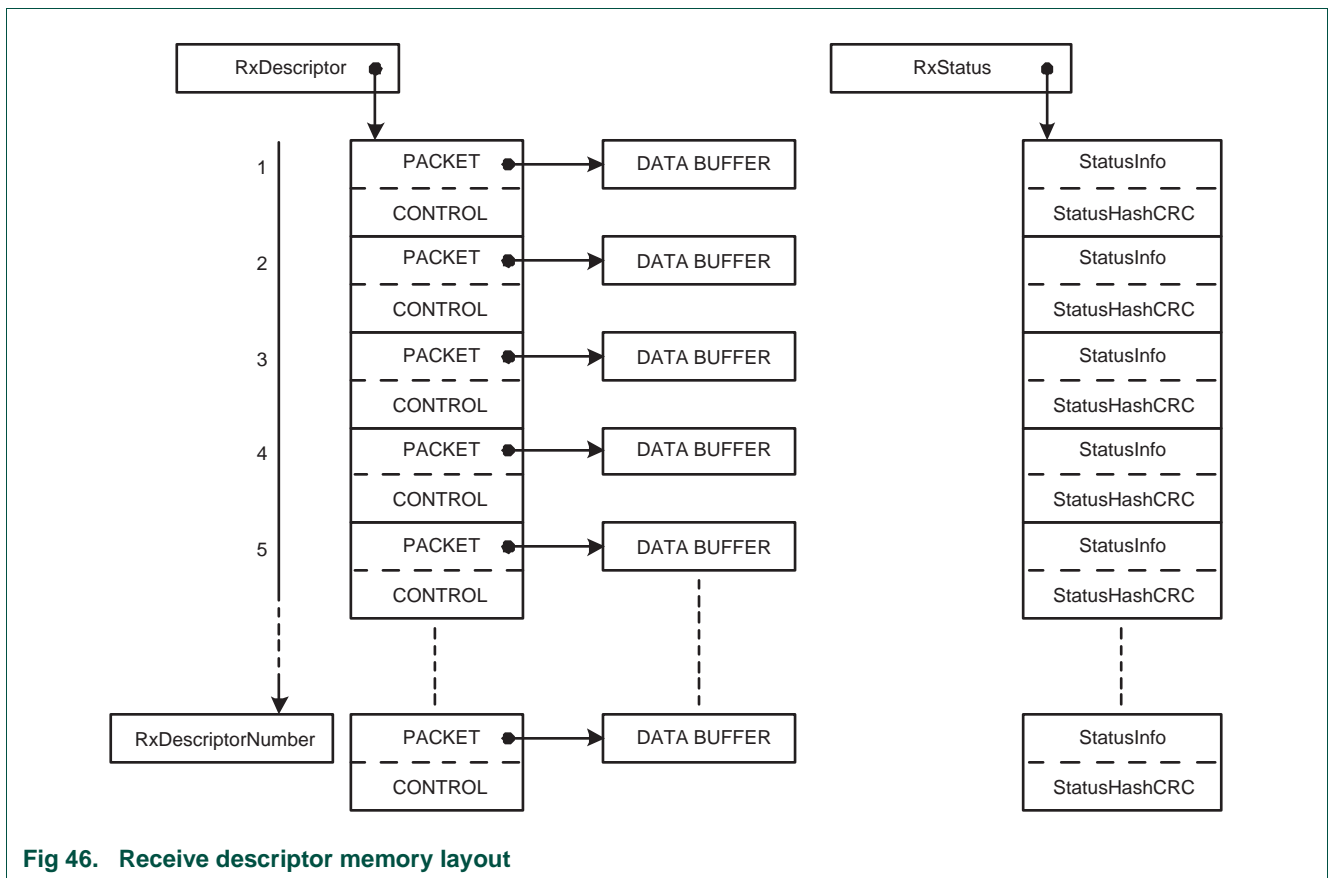 RxDescriptor
RxStatus
1
PACKET
DATA BUFFER
StatusInfo
CONTROL
StatusHashCRC
2
PACKET
DATA BUFFER
StatusInfo
CONTROL
StatusHashCRC
3
PACKET
DATA BUFFER
StatusInfo
CONTROL
StatusHashCRC
4
PACKET
DATA BUFFER
StatusInfo
CONTROL
StatusHashCRC
5
PACKET
DATA BUFFER
StatusInfo
CONTROL
StatusHashCRC
RxDescriptorNumber
PACKET
DATA BUFFER
StatusInfo
CONTROL
StatusHashCRC
Fig 46. Receive descriptor memory layout